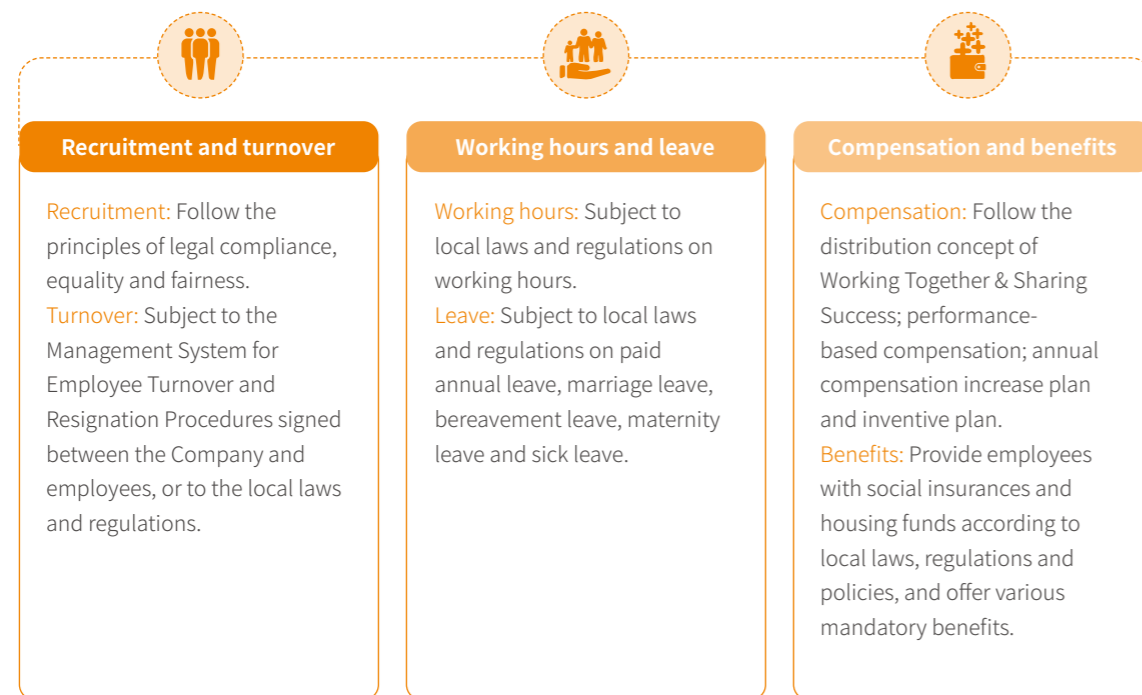 Recruitment and turnover
Recruitment: Follow the
principles of legal compliance,
equality and fairness.
Turnover: Subject to the
Management System for
Employee Turnover and
Resignation Procedures signed
between the Company and
employees, or to the local laws
and regulations.
Working hours and leave
Working hours: Subject to
local laws and regulations on
working hours.
Leave: Subject to local laws
and regulations on paid
annual leave, marriage leave,
bereavement leave, maternity
leave and sick leave.
Compensation and benefits
Compensation: Follow the
distribution concept of
Working Together & Sharing
Success; performance-
based compensation; annual
compensation increase plan
and inventive plan.
Benefits: Provide employees
with social insurances and
housing funds according to
local laws, regulations and
policies, and offer various
mandatory benefits.